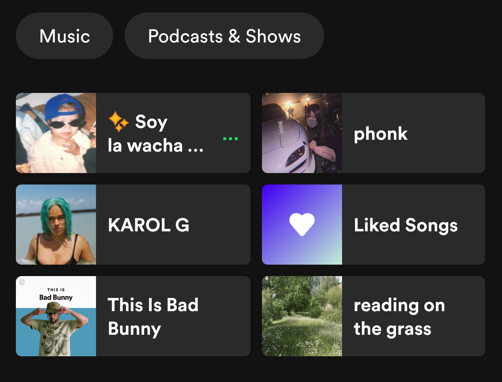 Music
Podcasts & Shows
✨ Soy
la wacha ...
phonk
KAROL G
Liked Songs
THIS IS
Bad Bunny
This Is Bad
Bunny
reading on
the grass